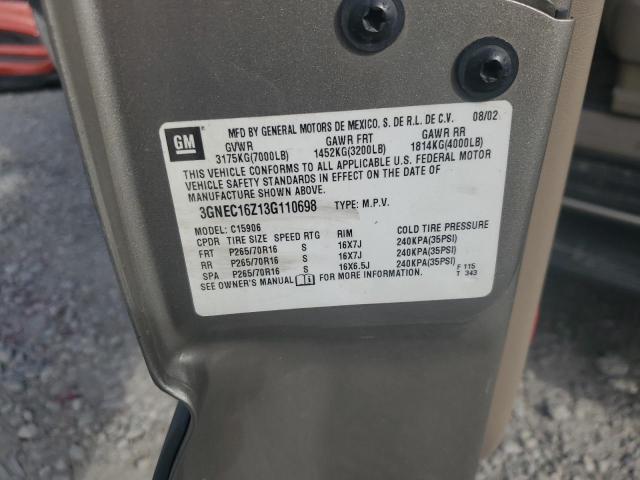 GM
MFD BY GENERAL MOTORS DE MEXICO, S. DE R.L. DE C.V. 08/02
GVWR GAWR FRT GAWR RR
3175KG(7000LB) 1452KG(3200LB) 1814KG(4000LB)
THIS VEHICLE CONFORMS TO ALL APPLICABLE U.S. FEDERAL MOTOR
VEHICLE SAFETY STANDARDS IN EFFECT ON THE DATE OF
MANUFACTURE SHOWN ABOVE.
3GNEC16Z13G110698 TYPE: M.P.V.
MODEL: C15906
CPDR TIRE SIZE SPEED RTG RIM COLD TIRE PRESSURE
FRT P265/70R16 S 16X7J 240KPA(35PSI)
RR P265/70R16 S 16X7J 240KPA(35PSI)
SPA P265/70R16 S 16X6.5J 240KPA(35PSI)
SEE OWNER'S MANUAL FOR MORE INFORMATION. F 115
T 343